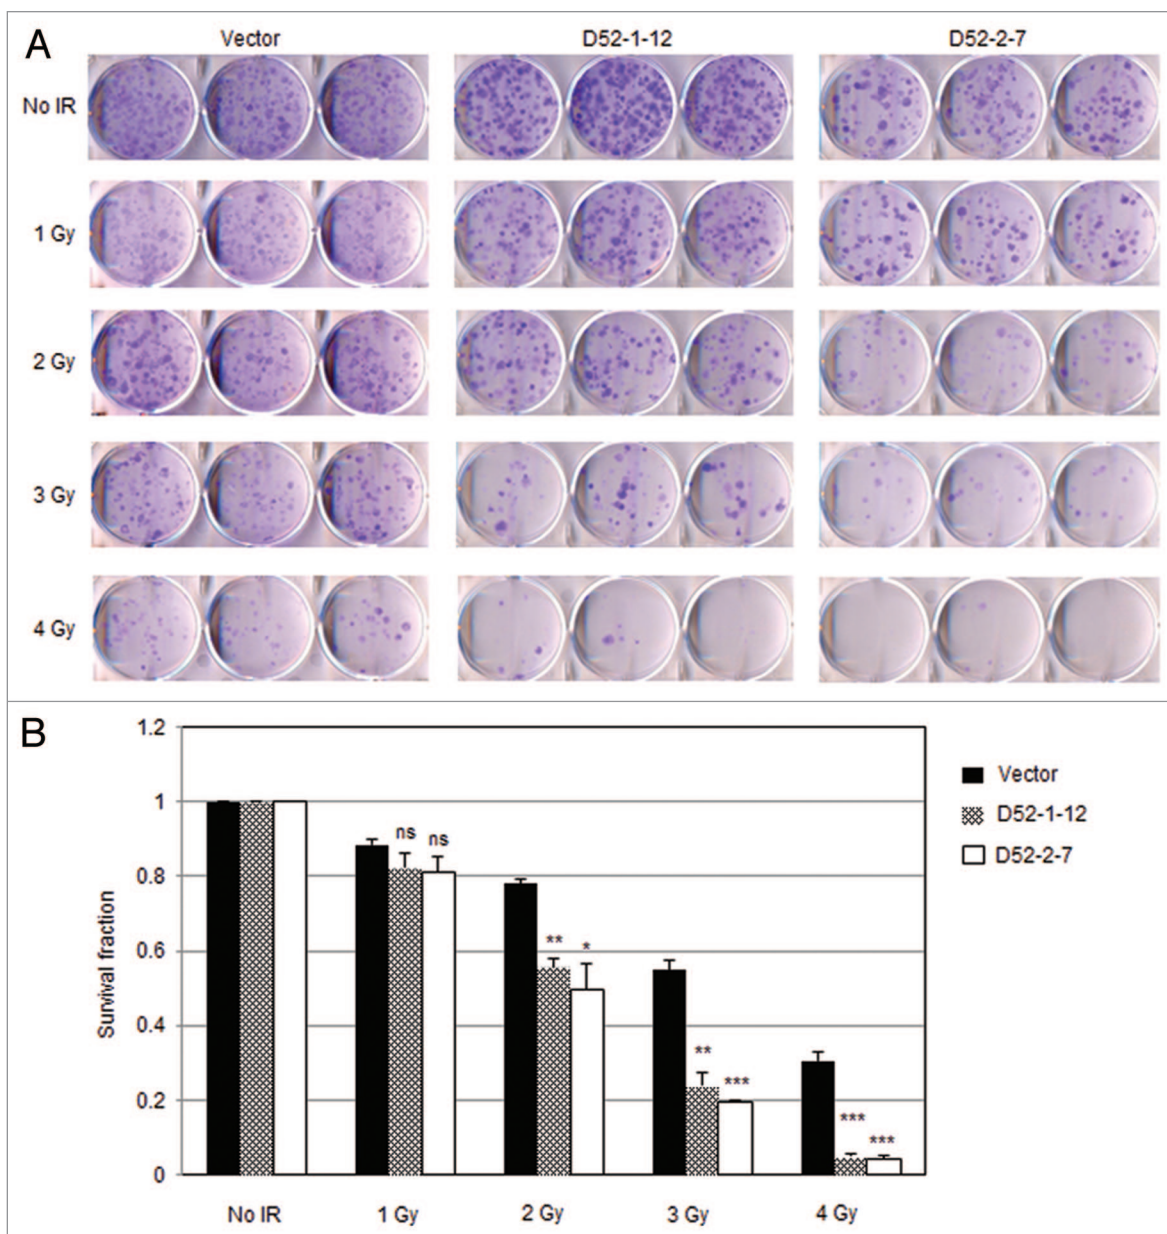 A
Vector D52-1-12 D52-2-7
No IR
1 Gy
2 Gy
3 Gy
4 Gy
B
1.2
1
0.8
0.6
0.4
0.2
0
Survival fraction
ns ns
** *
** ***
*** ***
No IR 1 Gy 2 Gy 3 Gy 4 Gy
Vector
D52-1-12
D52-2-7